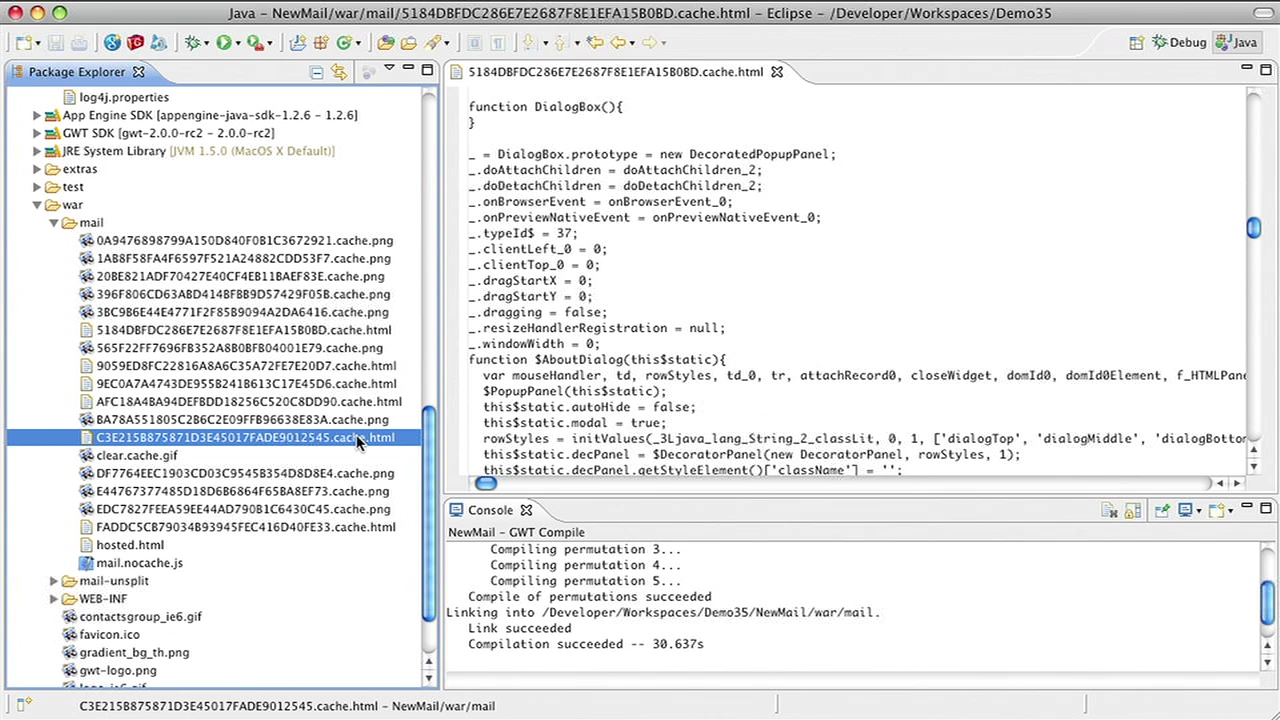 Java - NewMail/war/mail/5184DBFDC286E7E2687F8E1EFA15B0BD.cache.html - Eclipse - /Developer/Workspaces/Demo35
Debug
Java
Package Explorer
log4j.properties
App Engine SDK [appengine-java-sdk-1.2.6 - 1.2.6]
GWT SDK [gwt-2.0.0-rc2 - 2.0.0-rc2]
JRE System Library [JVM 1.5.0 (MacOS X Default)]
extras
test
war
mail
0A9476898799A150D840F0B1C3672921.cache.png
1AB8F58FA4F6597F521A24882CDD53F7.cache.png
20BE821ADF70427E40CF4EB11BAEF83E.cache.png
396F806CD63ABD414BFBB9D57429F05B.cache.png
3BC9B6E44E4771F2F85B9094A2DA6416.cache.png
5184DBFDC286E7E2687F8E1EFA15B0BD.cache.html
565F22FF7696FB352A8B0BFB04001E79.cache.png
9059ED8FC22816A8A6C35A72FE7E20D7.cache.html
9EC0A7A4743DE955B241B613C17E45D6.cache.html
AFC18A4BA94DEFBDD18256C520C8DD90.cache.html
BA78A551805C2B6C2E09FFB96638E83A.cache.png
C3E215B875871D3E45017FADE9012545.cache.html
clear.cache.gif
DF7764EEC1903CD03C9545B354D8D8E4.cache.png
E44767377485D18D6B6864F65BA8EF73.cache.png
EDC7827FEEA59EE44AD790B1C6430C45.cache.png
FADDC5CB79034B93945FEC416D40FE33.cache.html
hosted.html
mail.nocache.js
mail-unsplit
WEB-INF
contactsgroup_ie6.gif
favicon.ico
gradient_bg_th.png
gwt-logo.png
logo_ie6.gif
5184DBFDC286E7E2687F8E1EFA15B0BD.cache.html
function DialogBox(){
}
_ = DialogBox.prototype = new DecoratedPopupPanel;
_.doAttachChildren = doAttachChildren_2;
_.doDetachChildren = doDetachChildren_2;
_.onBrowserEvent = onBrowserEvent_0;
_.onPreviewNativeEvent = onPreviewNativeEvent_0;
_.typeId$ = 37;
_.clientLeft_0 = 0;
_.clientTop_0 = 0;
_.dragStartX = 0;
_.dragStartY = 0;
_.dragging = false;
_.resizeHandlerRegistration = null;
_.windowWidth = 0;
function $AboutDialog(this$static){
var mouseHandler, td, rowStyles, td_0, tr, attachRecord0, closeWidget, domId0, domId0Element, f_HTMLPane
$PopupPanel(this$static);
this$static.autoHide = false;
this$static.modal = true;
rowStyles = initValues(_3Ljava_lang_String_2_classLit, 0, 1, ['dialogTop', 'dialogMiddle', 'dialogBottom
this$static.decPanel = $DecoratorPanel(new DecoratorPanel, rowStyles, 1);
this$static.decPanel.getStyleElement()['className'] = '';
Console
NewMail - GWT Compile
Compiling permutation 3...
Compiling permutation 4...
Compiling permutation 5...
Compile of permutations succeeded
Linking into /Developer/Workspaces/Demo35/NewMail/war/mail.
Link succeeded
Compilation succeeded -- 30.637s
C3E215B875871D3E45017FADE9012545.cache.html - NewMail/war/mail